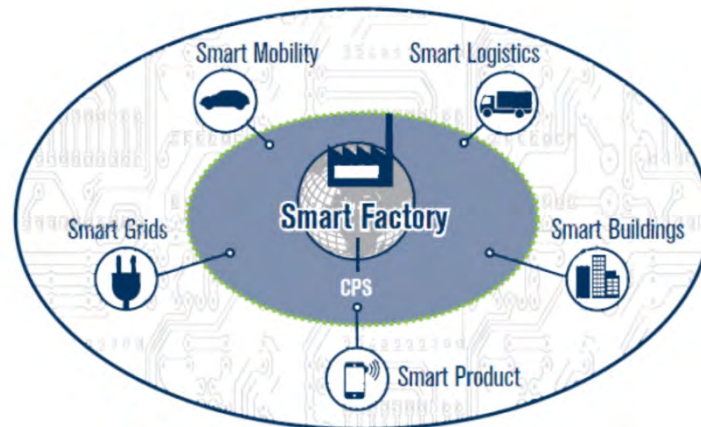 Smart Mobility
Smart Logistics
Smart Factory
Smart Grids
Smart Buildings
CPS
Smart Product